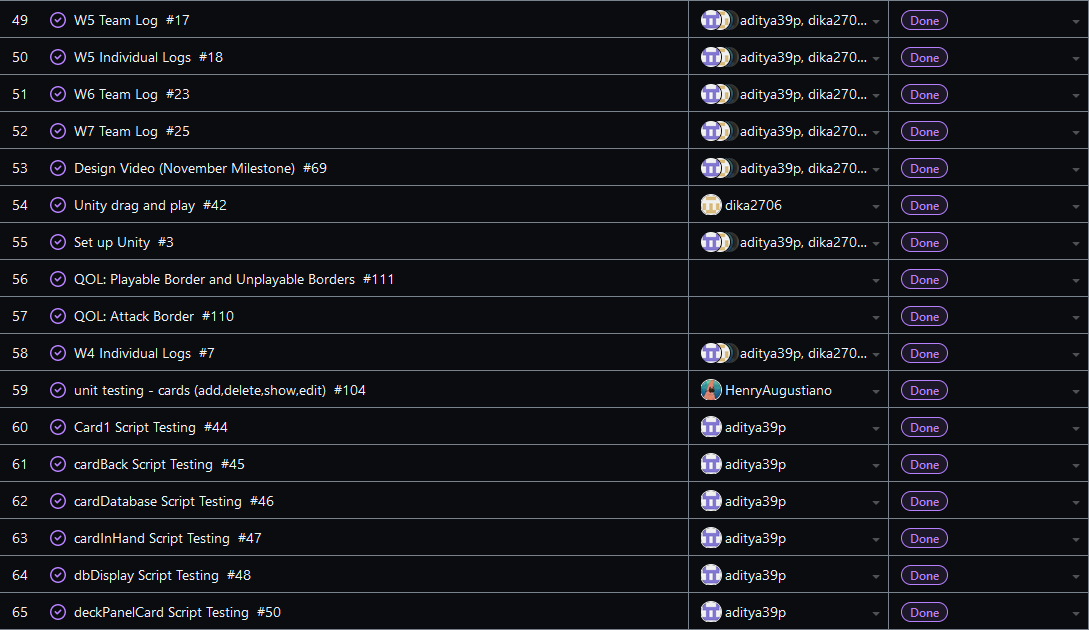 49 W5 Team Log #17 aditya39p, dika270... Done
50 W5 Individual Logs #18 aditya39p, dika270... Done
51 W6 Team Log #23 aditya39p, dika270... Done
52 W7 Team Log #25 aditya39p, dika270... Done
53 Design Video (November Milestone) #69 aditya39p, dika270... Done
54 Unity drag and play #42 dika2706 Done
55 Set up Unity #3 aditya39p, dika270... Done
56 QOL: Playable Border and Unplayable Borders #111 Done
57 QOL: Attack Border #110 Done
58 W4 Individual Logs #7 aditya39p, dika270... Done
59 unit testing - cards (add,delete,show,edit) #104 HenryAugustiano Done
60 Card1 Script Testing #44 aditya39p Done
61 cardBack Script Testing #45 aditya39p Done
62 cardDatabase Script Testing #46 aditya39p Done
63 cardInHand Script Testing #47 aditya39p Done
64 dbDisplay Script Testing #48 aditya39p Done
65 deckPanelCard Script Testing #50 aditya39p Done